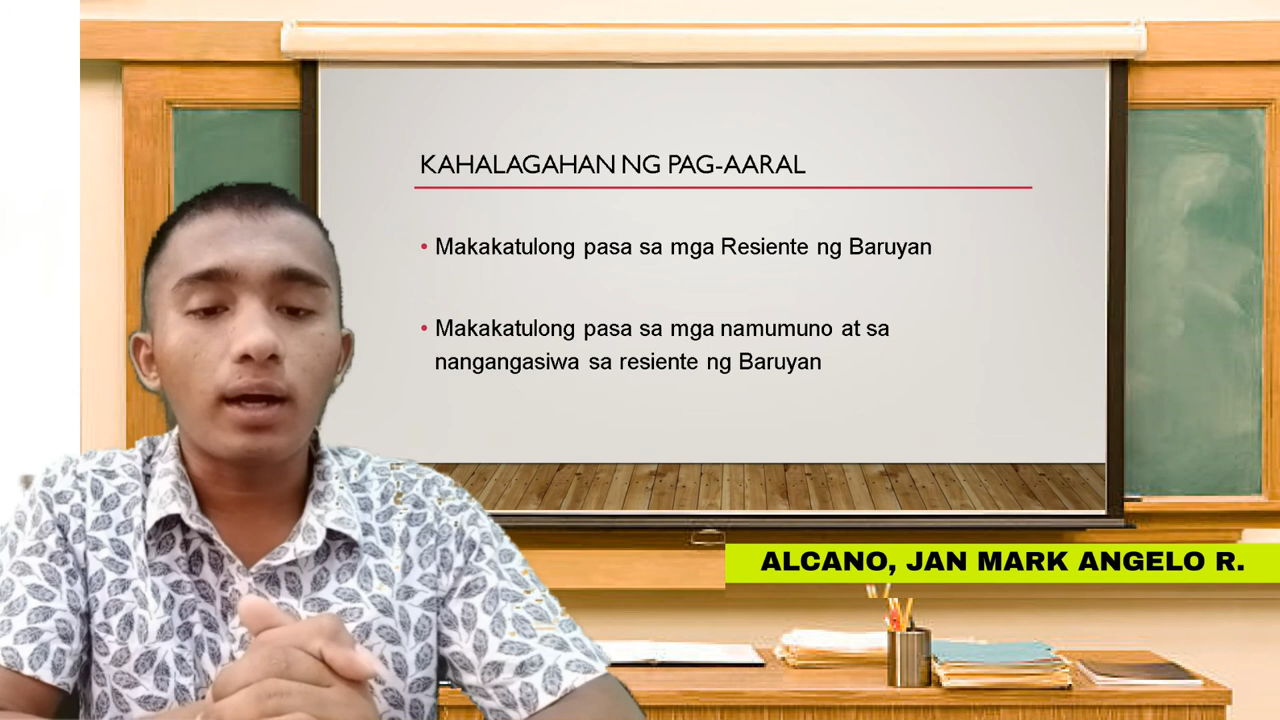 KAHALAGAHAN NG PAG-AARAL
• Makakatulong pasa sa mga Resiente ng Baruyan
• Makakatulong pasa sa mga namumuno at sa
nangangasiwa sa resiente ng Baruyan
ALCANO, JAN MARK ANGELO R.